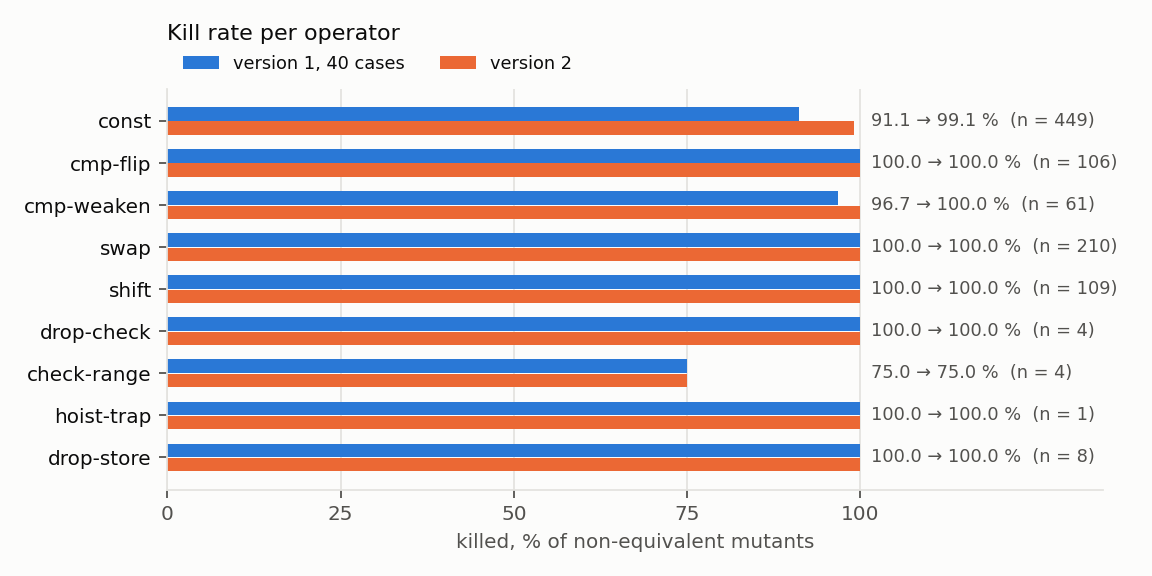 Kill rate per operator
version 1, 40 cases version 2
const 91.1 → 99.1 % (n = 449)
cmp-flip 100.0 → 100.0 % (n = 106)
cmp-weaken 96.7 → 100.0 % (n = 61)
swap 100.0 → 100.0 % (n = 210)
shift 100.0 → 100.0 % (n = 109)
drop-check 100.0 → 100.0 % (n = 4)
check-range 75.0 → 75.0 % (n = 4)
hoist-trap 100.0 → 100.0 % (n = 1)
drop-store 100.0 → 100.0 % (n = 8)
0 25 50 75 100
killed, % of non-equivalent mutants